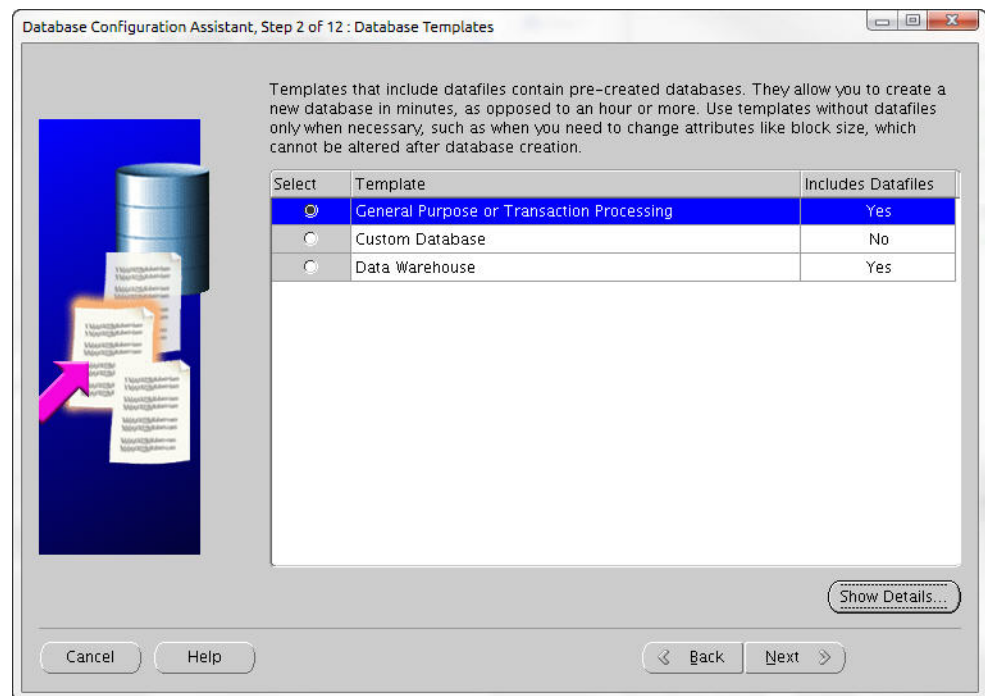 Database Configuration Assistant, Step 2 of 12 : Database Templates
Templates that include datafiles contain pre-created databases. They allow you to create a
new database in minutes, as opposed to an hour or more. Use templates without datafiles
only when necessary, such as when you need to change attributes like block size, which
cannot be altered after database creation.
Select Template Includes Datafiles
General Purpose or Transaction Processing Yes
Custom Database No
Data Warehouse Yes
Show Details...
Cancel Help Back Next